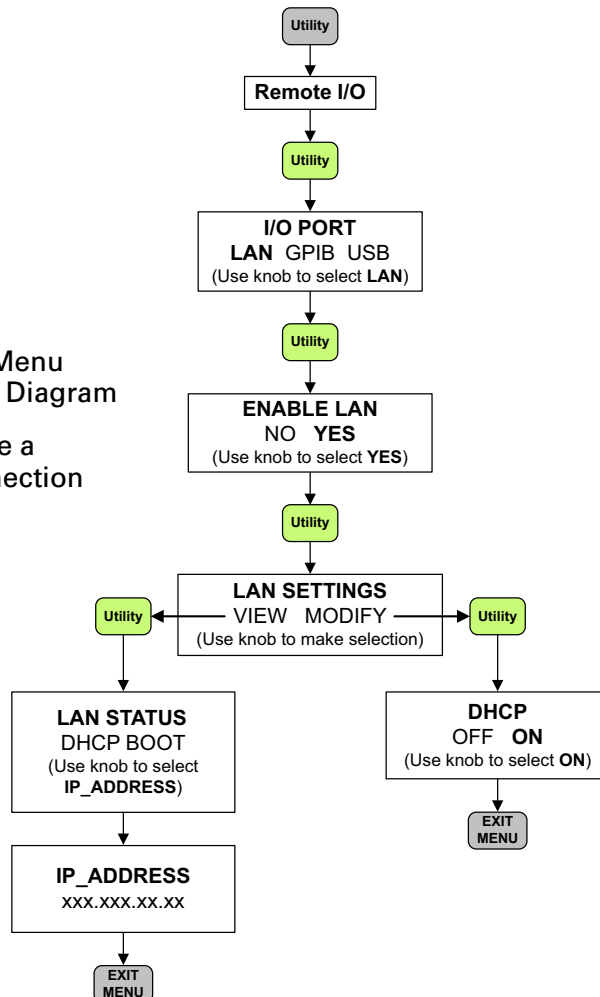 Utility
Remote I/O
Utility
I/O PORT
LAN GPIB USB
(Use knob to select LAN)
Utility
Menu
Diagram
e a
nection
ENABLE LAN
NO YES
(Use knob to select YES)
Utility
LAN SETTINGS
VIEW MODIFY
(Use knob to make selection)
Utility
Utility
LAN STATUS
DHCP BOOT
(Use knob to select
IP_ADDRESS)
DHCP
OFF ON
(Use knob to select ON)
EXIT
MENU
IP_ADDRESS
xxx.xxx.xx.xx
EXIT
MENU